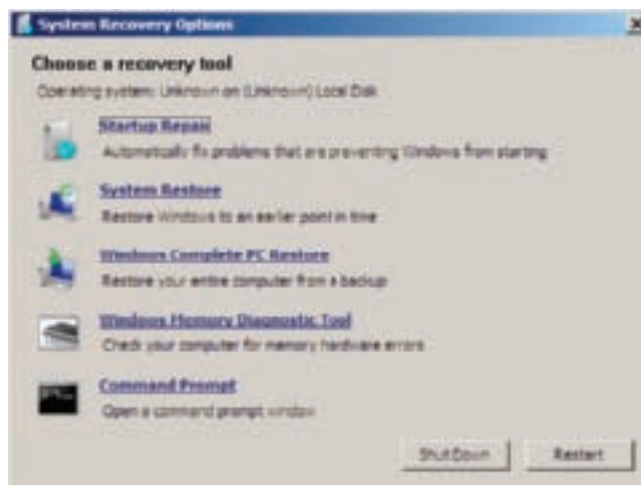 System Recovery Options
Choose a recovery tool
Operating system: Unknown on (Unknown) Local Disk
Startup Repair
Automatically fix problems that are preventing Windows from starting
System Restore
Restore Windows to an earlier point in time
Windows Complete PC Restore
Restore your entire computer from a backup
Windows Memory Diagnostic Tool
Check your computer for memory hardware errors
Command Prompt
Open a command prompt window
Shut Down Restart